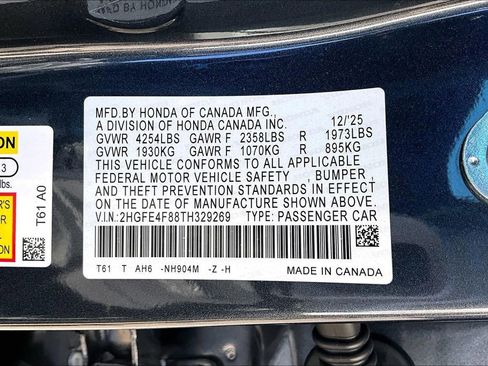 MFD.BY HONDA OF CANADA MFG.,
A DIVISION OF HONDA CANADA INC. 12/'25
GVWR 4254LBS GAWR F 2358LBS R 1973LBS
GVWR 1930KG GAWR F 1070KG R 895KG
THIS VEHICLE CONFORMS TO ALL APPLICABLE
FEDERAL MOTOR VEHICLE SAFETY , BUMPER ,
AND THEFT PREVENTION STANDARDS IN EFFECT
ON THE DATE OF MANUFACTURE SHOWN ABOVE.
V.I.N.:2HGFE4F88TH329269 TYPE: PASSENGER CAR
T61 T AH6 -NH904M -Z -H
MADE IN CANADA
T61 A0
3
lbs.